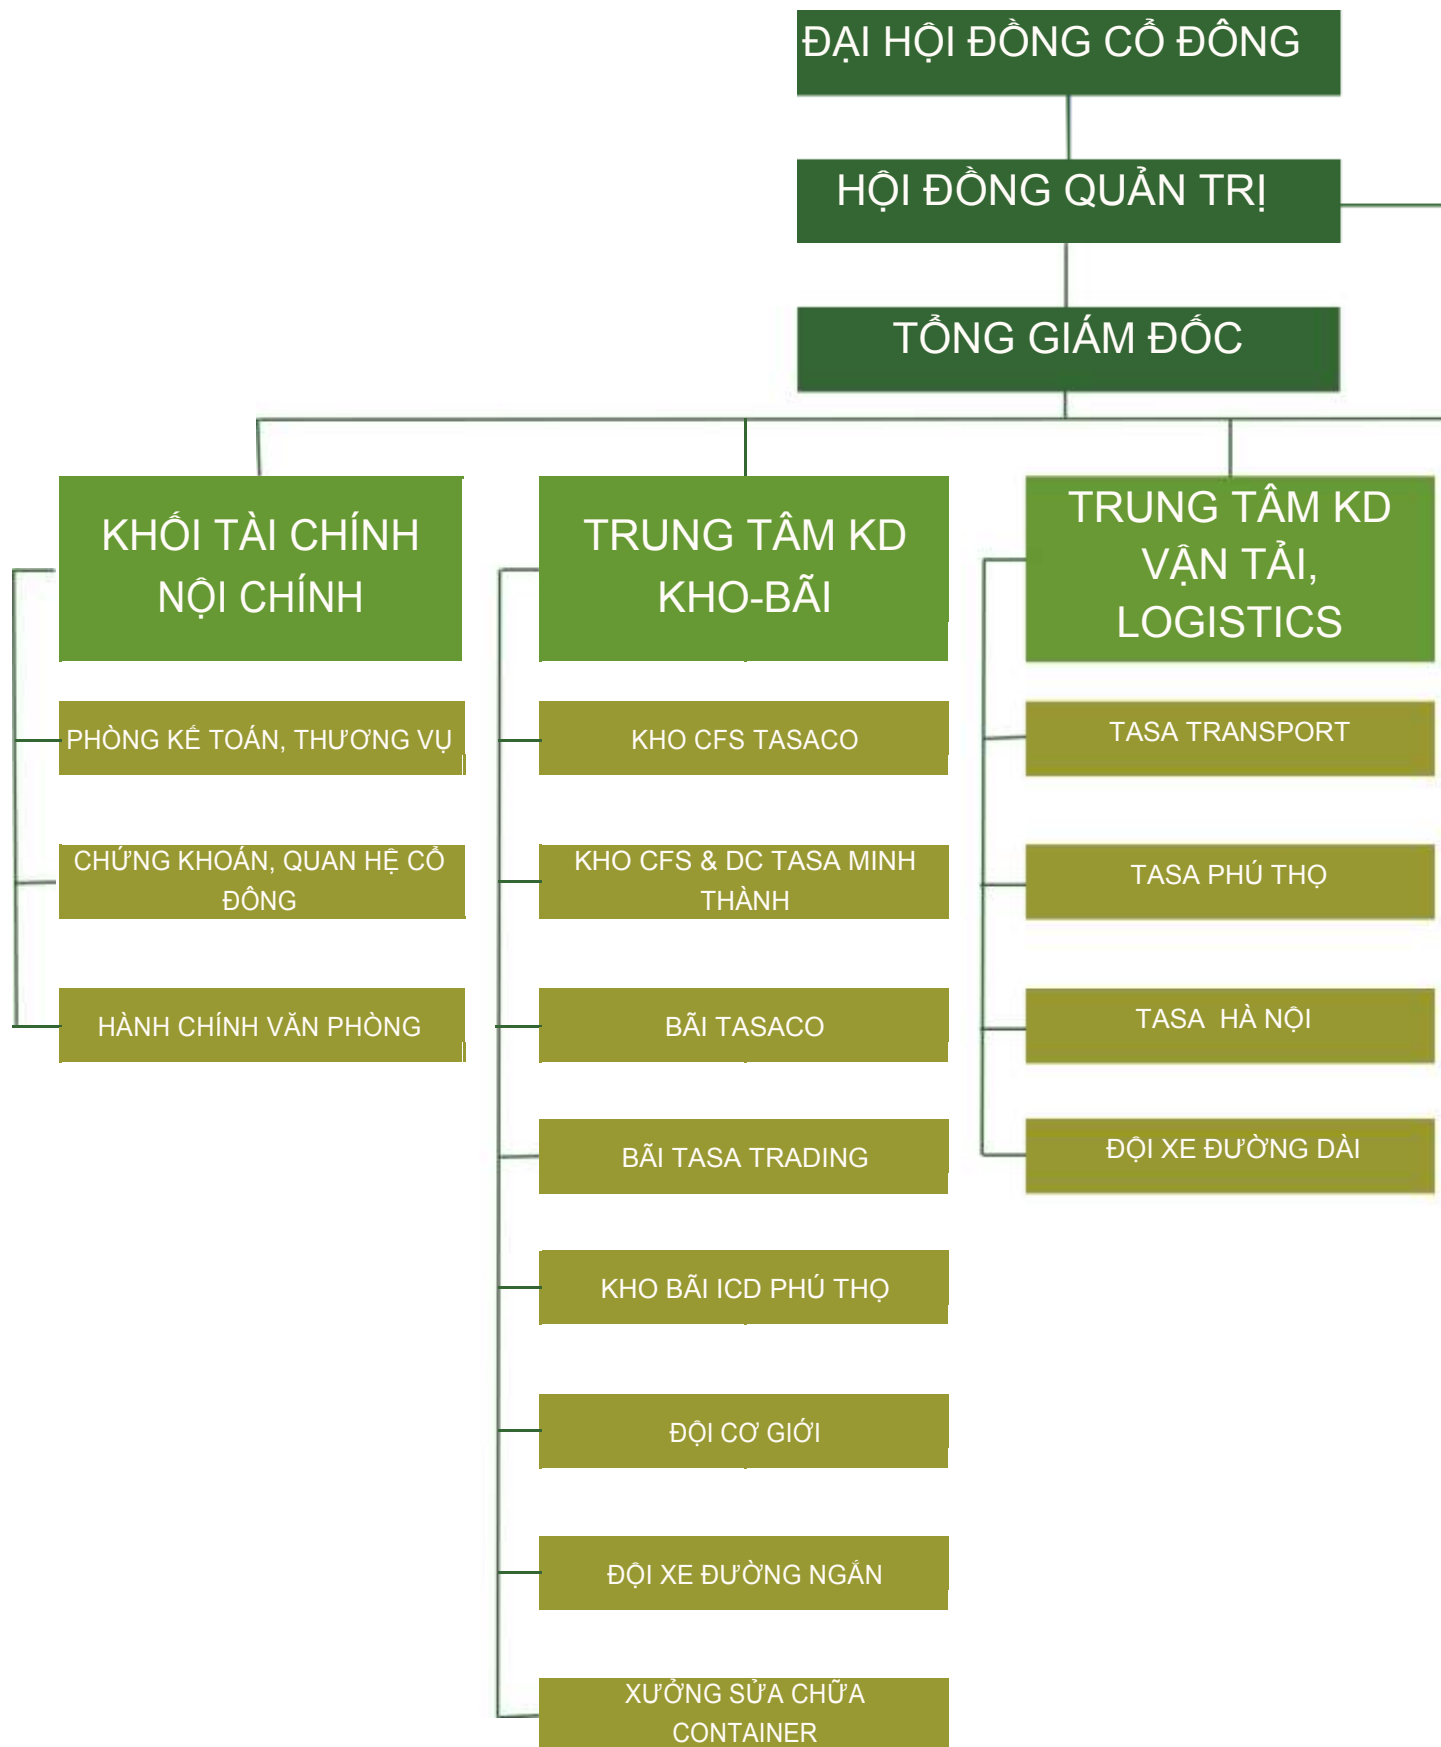 ĐẠI HỘI ĐỒNG CỔ ĐÔNG
HỘI ĐỒNG QUẢN TRỊ
TỔNG GIÁM ĐỐC
KHỐI TÀI CHÍNH
NỘI CHÍNH
PHÒNG KẾ TOÁN, THƯƠNG VỤ
CHỨNG KHOÁN, QUAN HỆ CỔ
ĐÔNG
HÀNH CHÍNH VĂN PHÒNG
TRUNG TÂM KD
KHO-BÃI
KHO CFS TASACO
KHO CFS & DC TASA MINH
THÀNH
BÃI TASACO
BÃI TASA TRADING
KHO BÃI ICD PHÚ THỌ
ĐỘI CƠ GIỚI
ĐỘI XE ĐƯỜNG NGẮN
XƯỞNG SỬA CHỮA
CONTAINER
TRUNG TÂM KD
VẬN TẢI,
LOGISTICS
TASA TRANSPORT
TASA PHÚ THỌ
TASA HÀ NỘI
ĐỘI XE ĐƯỜNG DÀI